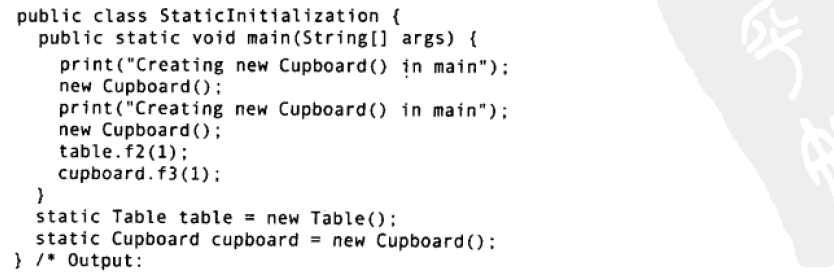 public class StaticInitialization {
  public static void main(String[] args) {
    print("Creating new Cupboard() in main");
    new Cupboard();
    print("Creating new Cupboard() in main");
    new Cupboard();
    table.f2(1);
    cupboard.f3(1);
  }
  static Table table = new Table();
  static Cupboard cupboard = new Cupboard();
} /* Output: